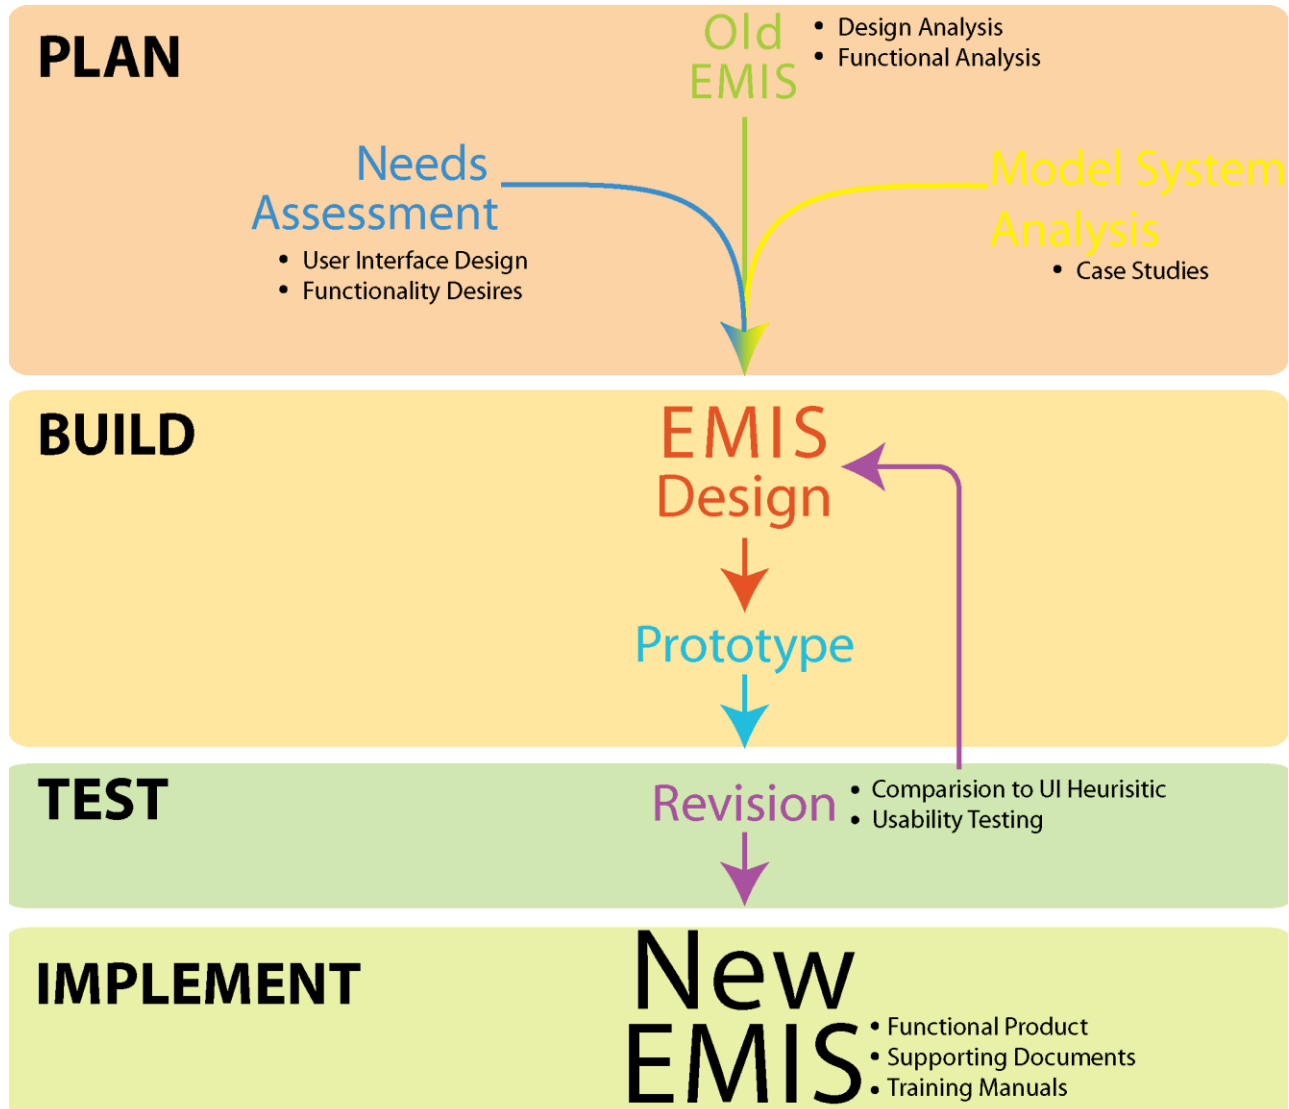 PLAN
Old
EMIS
• Design Analysis
• Functional Analysis
Needs
Assessment
• User Interface Design
• Functionality Desires
Model System
Analysis
• Case Studies
BUILD
EMIS
Design
Prototype
TEST
Revision
• Comparision to UI Heurisitic
• Usability Testing
IMPLEMENT
New
EMIS
• Functional Product
• Supporting Documents
• Training Manuals